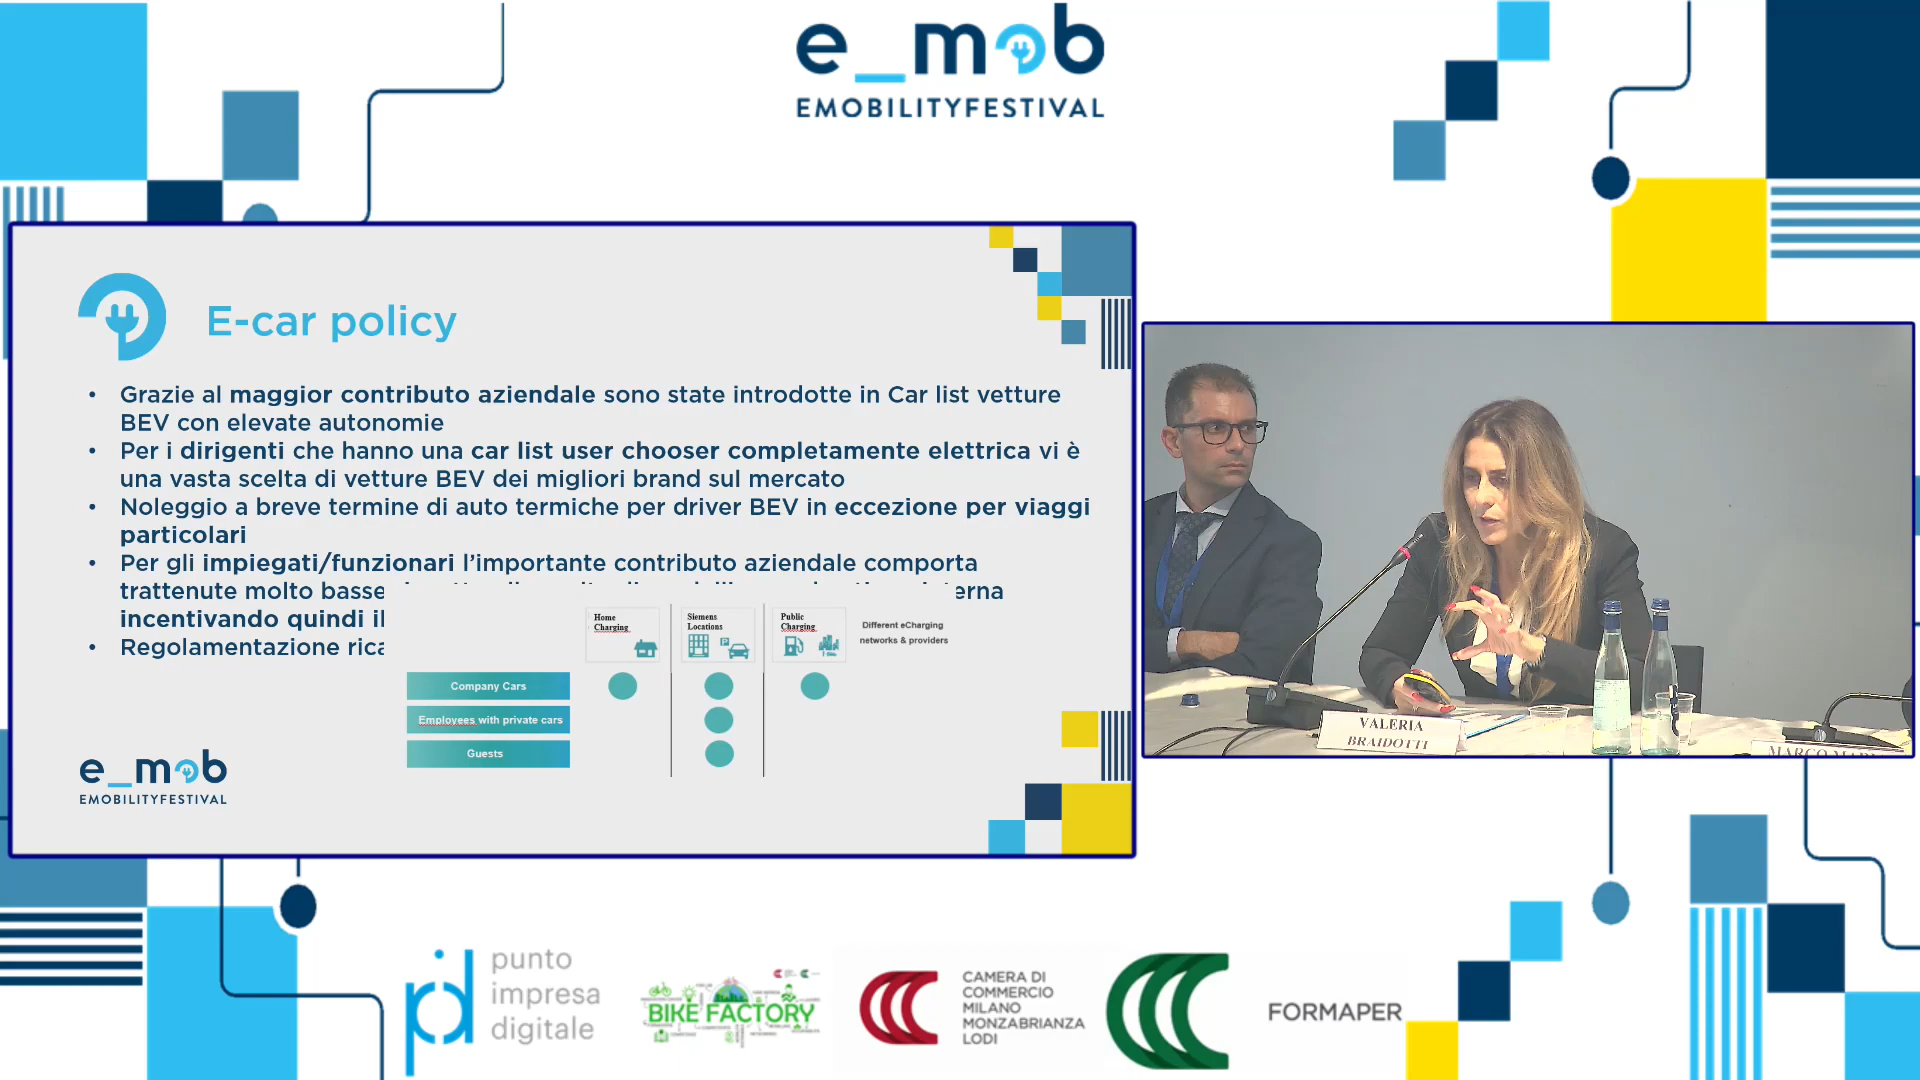 e_mob
EMOBILITYFESTIVAL
E-car policy
• Grazie al maggior contributo aziendale sono state introdotte in Car list vetture
BEV con elevate autonomie
• Per i dirigenti che hanno una car list user chooser completamente elettrica vi è
una vasta scelta di vetture BEV dei migliori brand sul mercato
• Noleggio a breve termine di auto termiche per driver BEV in eccezione per viaggi
particolari
• Per gli impiegati/funzionari l'importante contributo aziendale comporta
trattenute molto basse
incentivando quindi il
• Regolamentazione
Home
Charging
Siemens
Locations
Public
Charging
Different eCharging
networks & providers
Company Cars
Employees with private cars
Guests
e_mob
EMOBILITYFESTIVAL
VALERIA
BRAIDOTTI
MARCO
punto
impresa
digitale
BIKE FACTORY
CAMERA DI
COMMERCIO
MILANO
MONZABRIANZA
LODI
FORMAPER